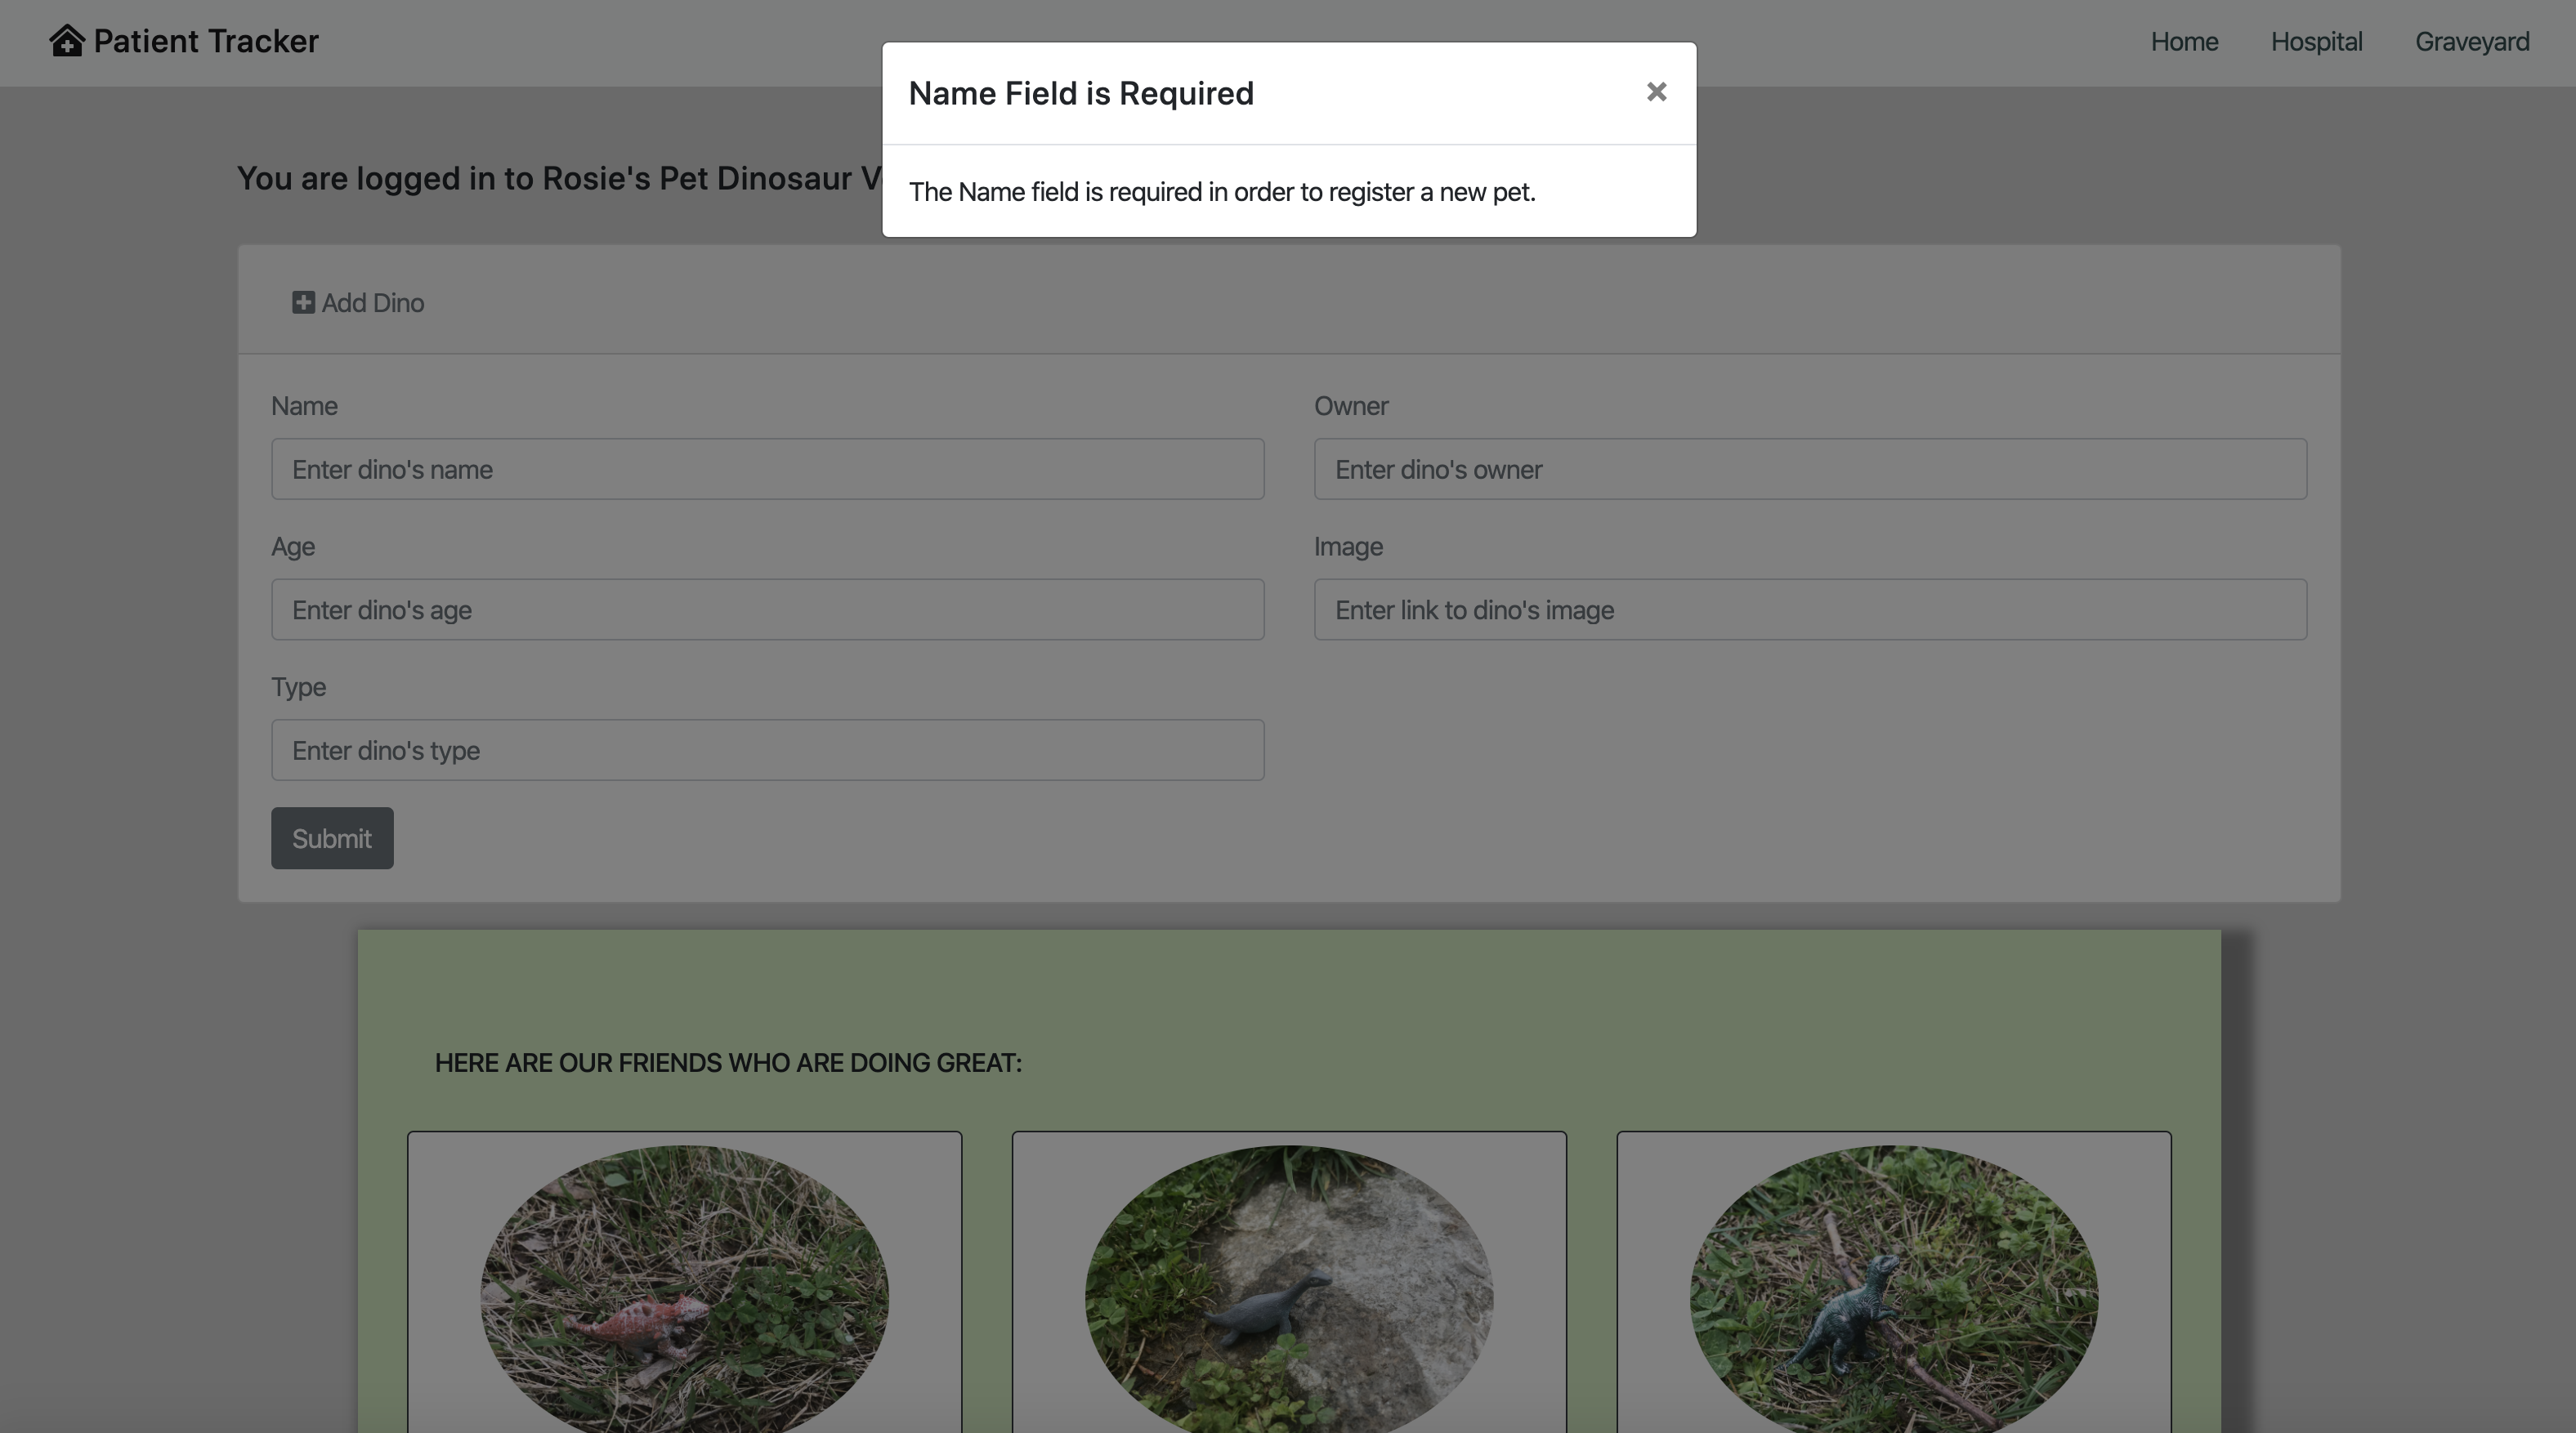 Patient Tracker
Home Hospital Graveyard
Name Field is Required
The Name field is required in order to register a new pet.
You are logged in to Rosie's Pet Dinosaur
Add Dino
Name
Enter dino's name
Owner
Enter dino's owner
Age
Enter dino's age
Image
Enter link to dino's image
Type
Enter dino's type
Submit
HERE ARE OUR FRIENDS WHO ARE DOING GREAT: